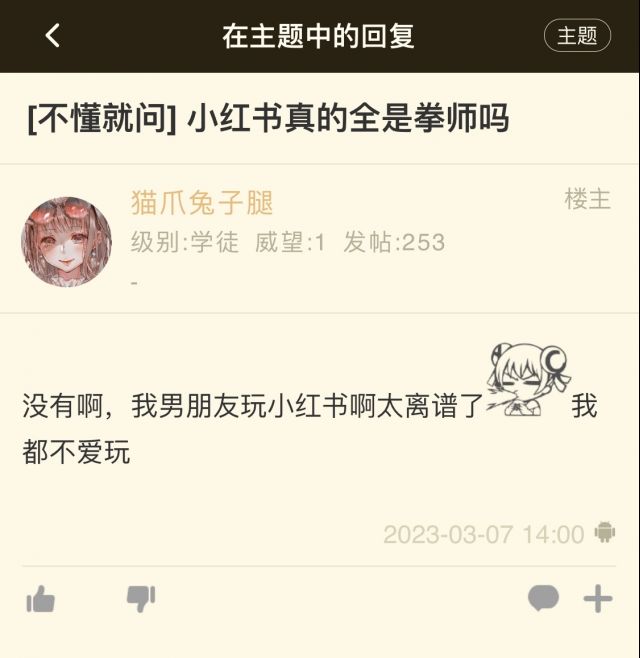 在主题中的回复
主题
[不懂就问] 小红书真的全是拳师吗
猫爪兔子腿
楼主
级别:学徒 威望:1 发帖:253
-
没有啊，我男朋友玩小红书啊太离谱了 我
都不爱玩
2023-03-07 14:00